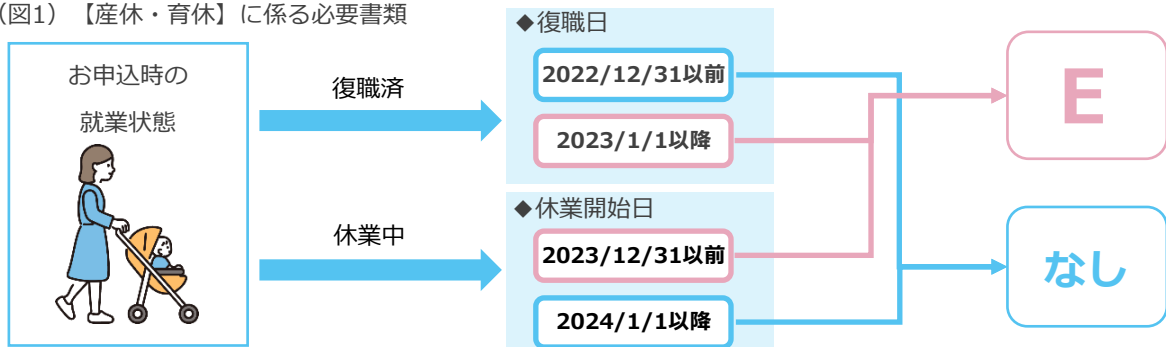 （図1）【産休・育休】に係る必要書類
お申込時の
就業状態
復職済
休業中
◆復職日
2022/12/31以前
2023/1/1以降
◆休業開始日
2023/12/31以前
2024/1/1以降
E
なし